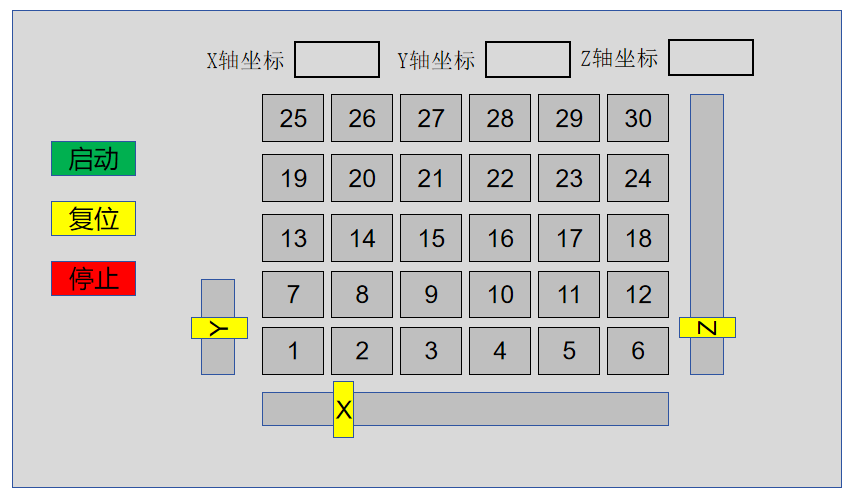 X轴坐标 Y轴坐标 Z轴坐标
25 26 27 28 29 30
启动
19 20 21 22 23 24
复位
13 14 15 16 17 18
停止
7 8 9 10 11 12
Y
Z
1 2 3 4 5 6
X